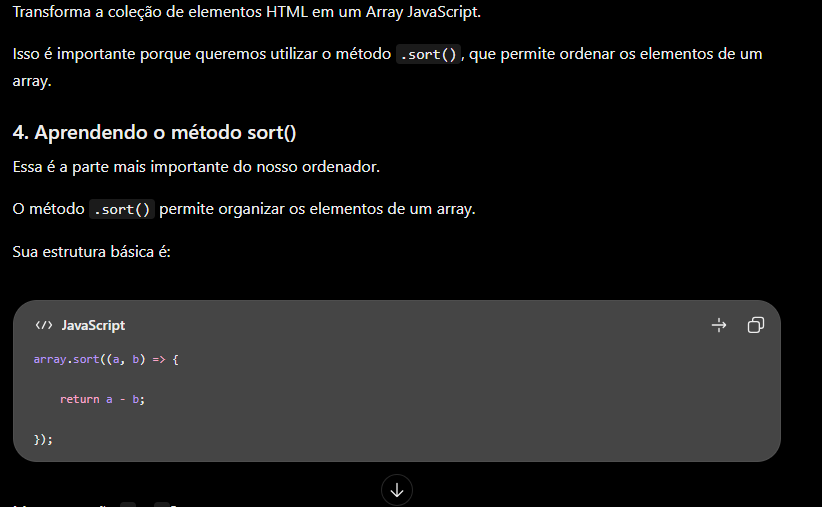 Transforma a coleção de elementos HTML em um Array JavaScript.
Isso é importante porque queremos utilizar o método .sort(), que permite ordenar os elementos de um
array.
4. Aprendendo o método sort()
Essa é a parte mais importante do nosso ordenador.
O método .sort() permite organizar os elementos de um array.
Sua estrutura básica é:
</> JavaScript
array.sort((a, b) => {
return a - b;
});